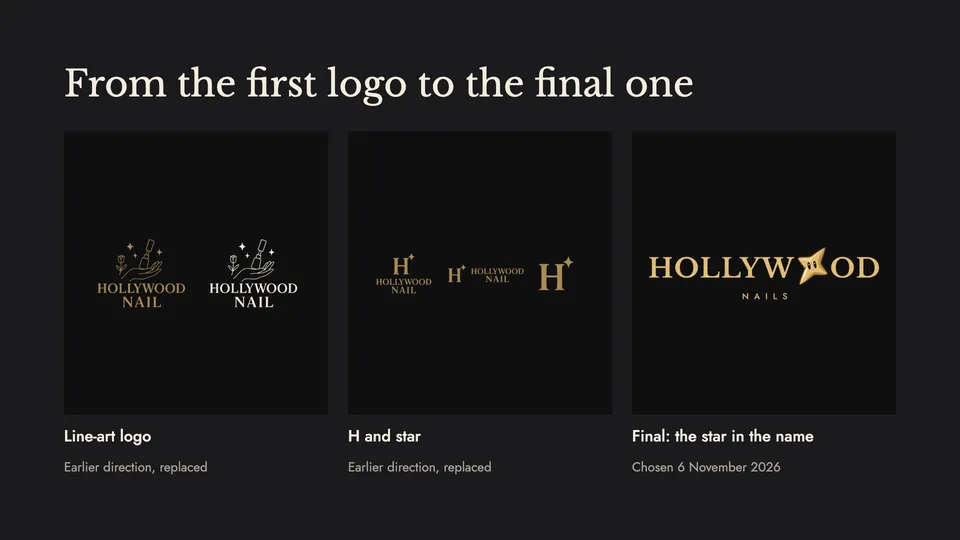 From the first logo to the final one
HOLLYWOOD
NAIL
HOLLYWOOD
NAIL
H
HOLLYWOOD
NAIL
H
HOLLYWOOD
NAIL
H
HOLLYW OD
NAILS
Line-art logo
Earlier direction, replaced
H and star
Earlier direction, replaced
Final: the star in the name
Chosen 6 November 2026